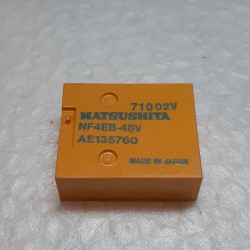 71002V
MATSUSHITA
NF4EB-48V
AE135760
MADE IN JAPAN